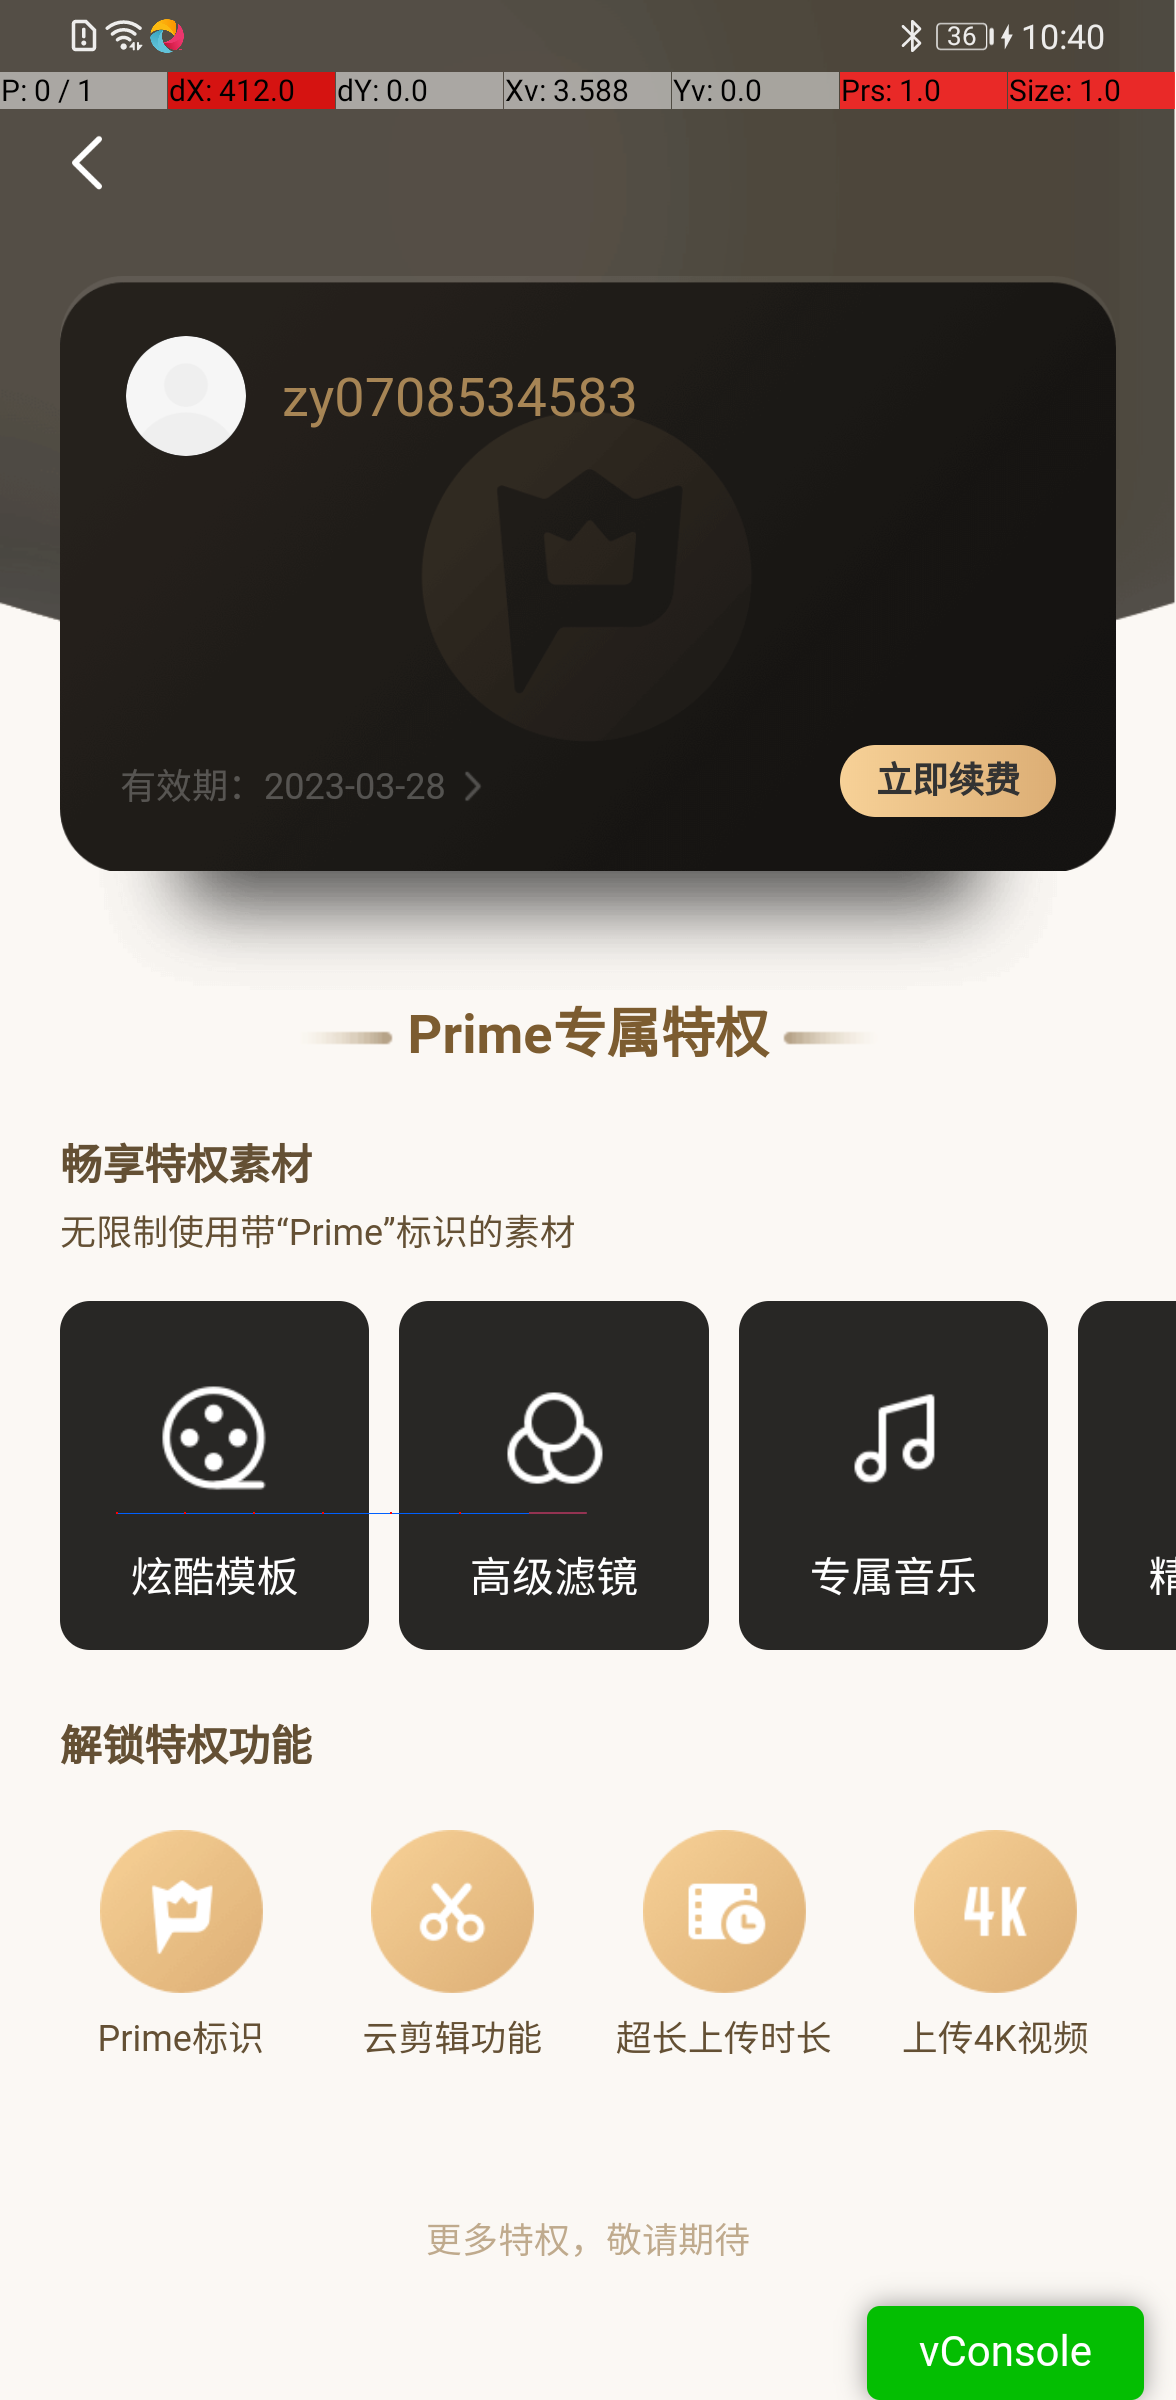 36 10:40
P: 0 / 1 dX: 412.0 dY: 0.0 Xv: 3.588 Yv: 0.0 Prs: 1.0 Size: 1.0
zy0708534583
有效期：2023-03-28
立即续费
Prime专属特权
畅享特权素材
无限制使用带“Prime”标识的素材
炫酷模板 高级滤镜 专属音乐
解锁特权功能
4K
Prime标识 云剪辑功能 超长上传时长 上传4K视频
更多特权，敬请期待
vConsole